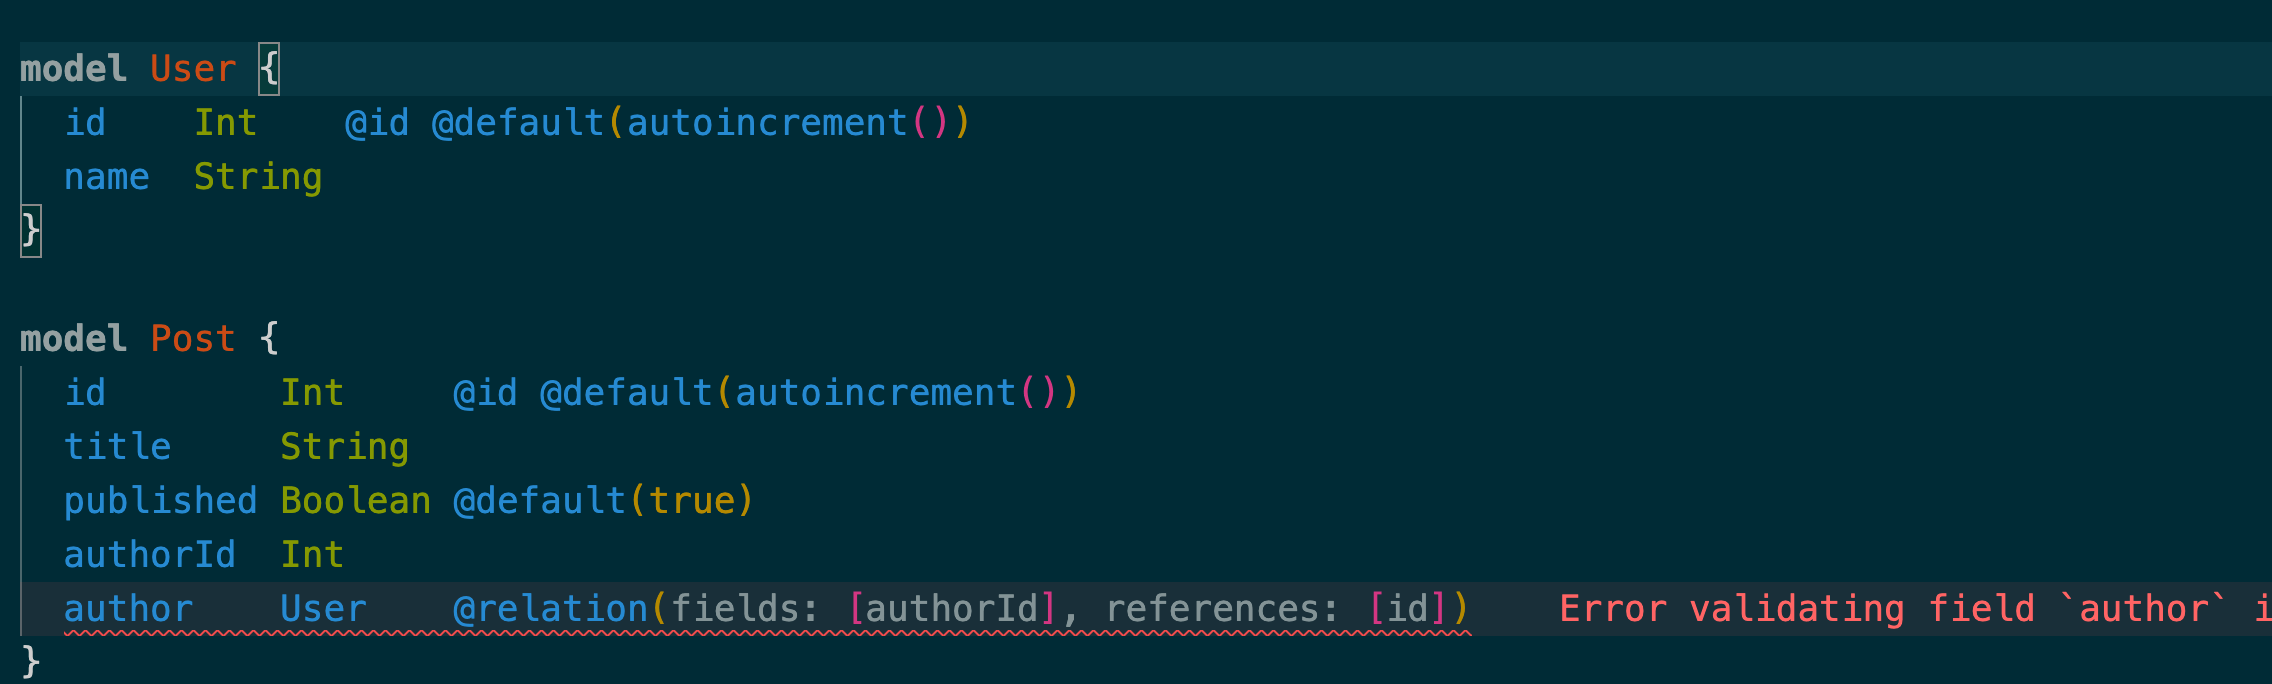 model User {
  id    Int    @id @default(autoincrement())
  name  String
}
model Post {
  id        Int     @id @default(autoincrement())
  title     String
  published Boolean @default(true)
  authorId  Int
  author    User    @relation(fields: [authorId], references: [id])    Error validating field `author` i
}